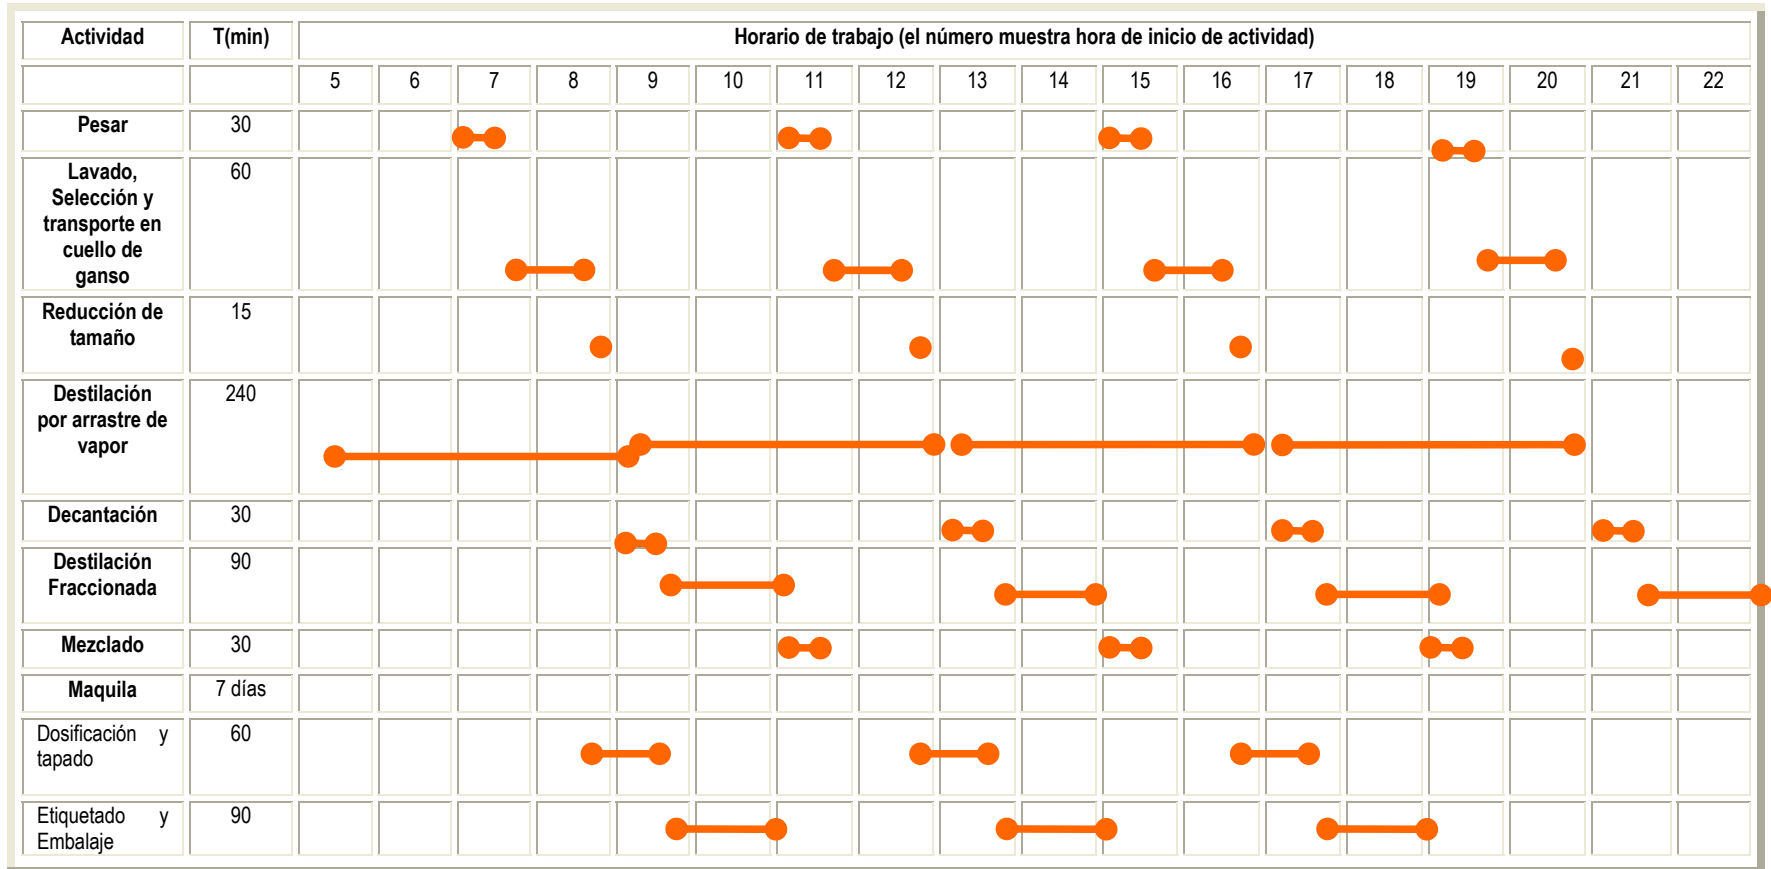 Actividad T(min) Horario de trabajo (el número muestra hora de inicio de actividad)
5 6 7 8 9 10 11 12 13 14 15 16 17 18 19 20 21 22
Pesar 30
Lavado, 60
Selección y
transporte en
cuello de
ganso
Reducción de 15
tamaño
Destilación 240
por arrastre de
vapor
Decantación 30
Destilación 90
Fraccionada
Mezclado 30
Maquila 7 días
Dosificación y 60
tapado
Etiquetado y 90
Embalaje